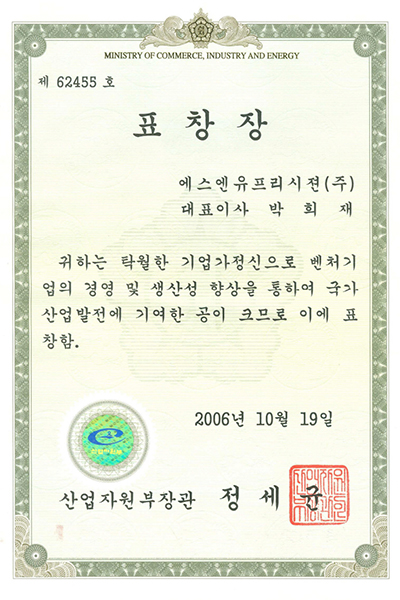 MINISTRY OF COMMERCE, INDUSTRY AND ENERGY
제 62455 호
표 창 장
에스엔유프리시젼(주)
대표이사 박 희 재
귀하는 탁월한 기업가정신으로 벤처기
업의 경영 및 생산성 향상을 통하여 국가
산업발전에 기여한 공이 크므로 이에 표
창함.
2006년 10월 19일
산업자원부장관 정 세 균